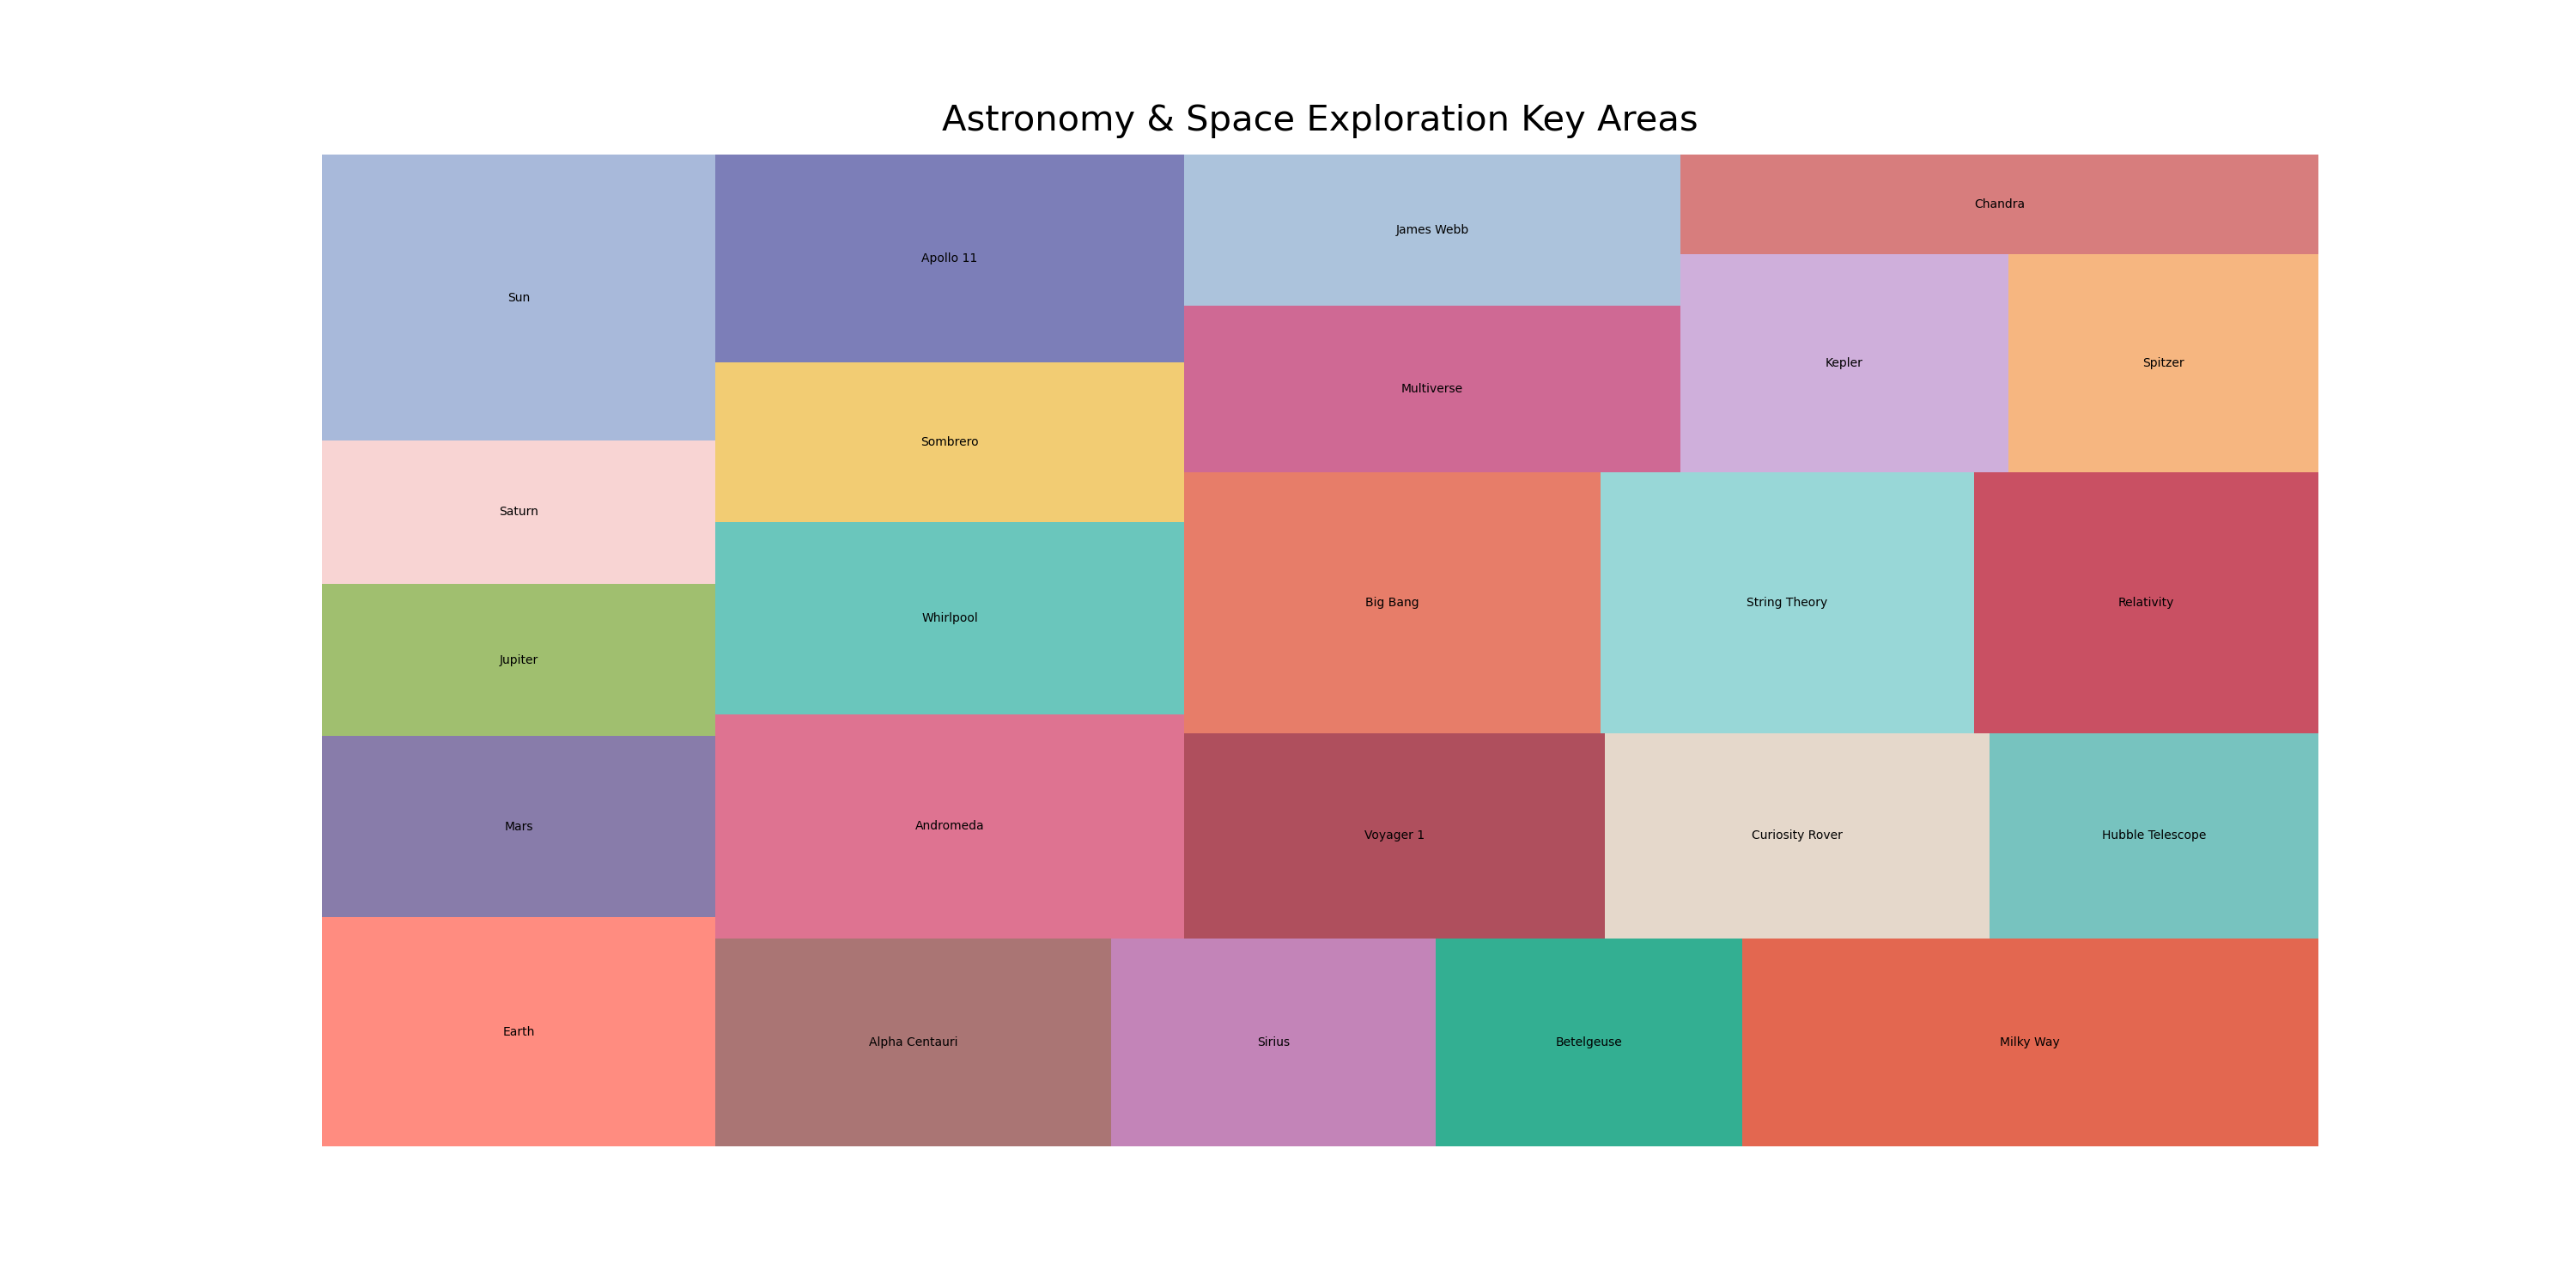 Astronomy & Space Exploration Key Areas
Sun
Saturn
Jupiter
Mars
Earth
Apollo 11
Sombrero
Whirlpool
Andromeda
James Webb
Multiverse
Chandra
Kepler
Spitzer
Big Bang
String Theory
Relativity
Voyager 1
Curiosity Rover
Hubble Telescope
Alpha Centauri
Sirius
Betelgeuse
Milky Way